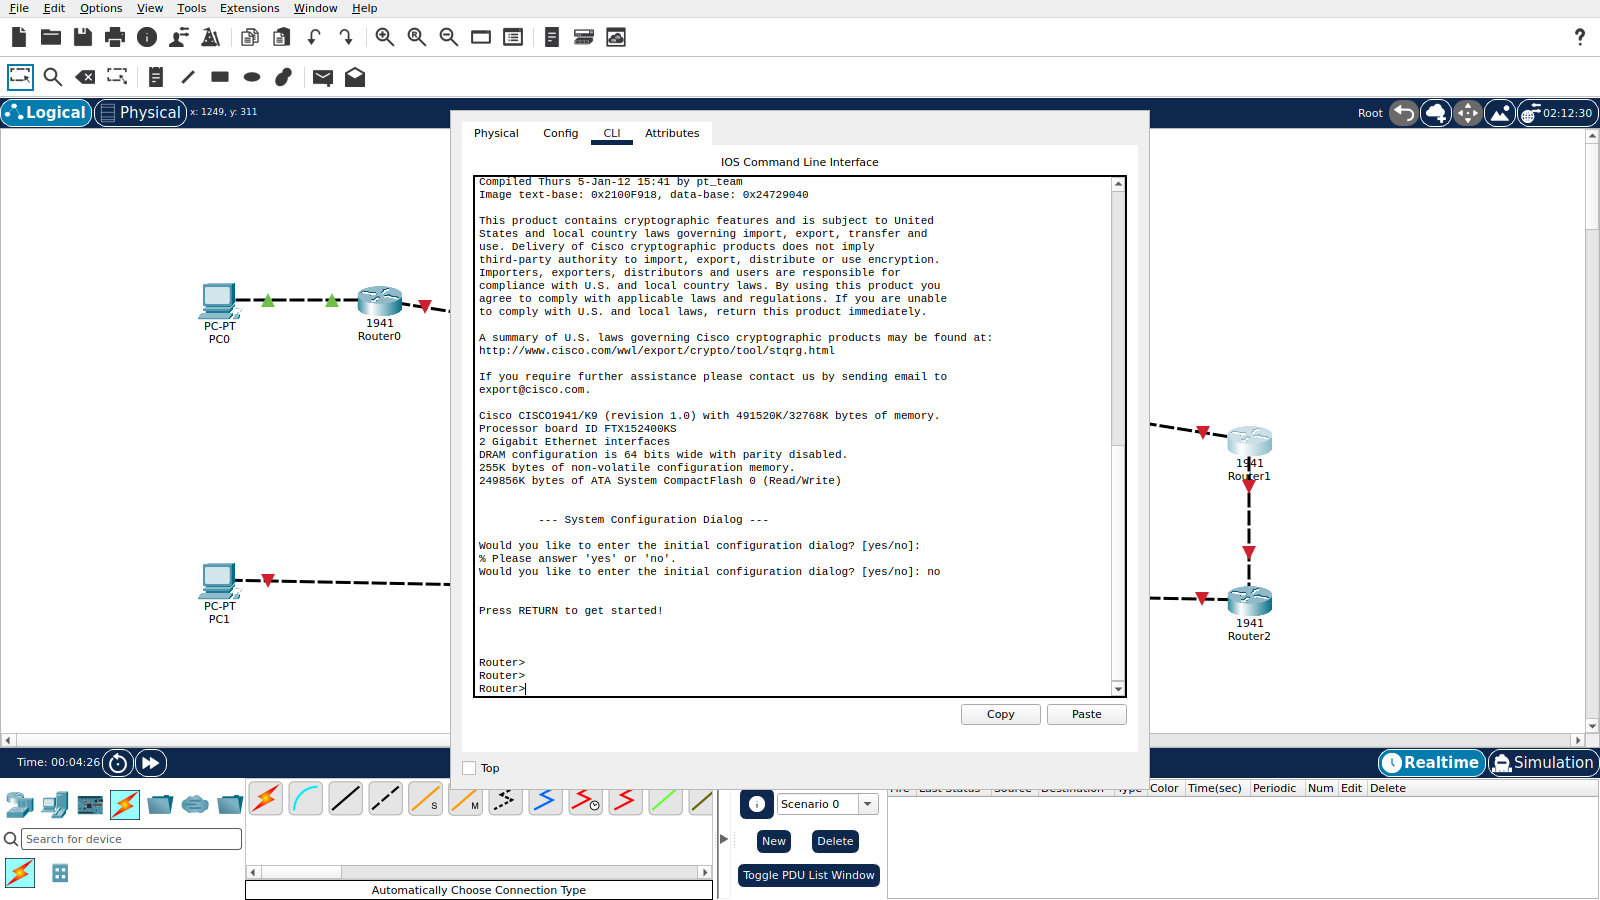 File Edit Options View Tools Extensions Window Help
?
Logical Physical x: 1249, y: 311 Root 02:12:30
Physical Config CLI Attributes
IOS Command Line Interface
Compiled Thurs 5-Jan-12 15:41 by pt_team
Image text-base: 0x2100F918, data-base: 0x24729040
This product contains cryptographic features and is subject to United
States and local country laws governing import, export, transfer and
use. Delivery of Cisco cryptographic products does not imply
third-party authority to import, export, distribute or use encryption.
Importers, exporters, distributors and users are responsible for
compliance with U.S. and local country laws. By using this product you
agree to comply with applicable laws and regulations. If you are unable
to comply with U.S. and local laws, return this product immediately.
A summary of U.S. laws governing Cisco cryptographic products may be found at:
http://www.cisco.com/wwl/export/crypto/tool/stqrg.html
If you require further assistance please contact us by sending email to
export@cisco.com.
Cisco CISCO1941/K9 (revision 1.0) with 491520K/32768K bytes of memory.
Processor board ID FTX152400KS
2 Gigabit Ethernet interfaces
DRAM configuration is 64 bits wide with parity disabled.
255K bytes of non-volatile configuration memory.
249856K bytes of ATA System CompactFlash 0 (Read/Write)
--- System Configuration Dialog ---
Would you like to enter the initial configuration dialog? [yes/no]:
% Please answer 'yes' or 'no'.
Would you like to enter the initial configuration dialog? [yes/no]: no
Press RETURN to get started!
Router>
Router>
Router>
Copy Paste
Top
PC-PT
PC0
1941
Router0
PC-PT
PC1
1941
Router1
1941
Router2
Time: 00:04:26 Realtime Simulation
S M
Search for device
Automatically Choose Connection Type
Scenario 0
New Delete
Toggle PDU List Window
Fire Last Status Source Destination Type Color Time(sec) Periodic Num Edit Delete